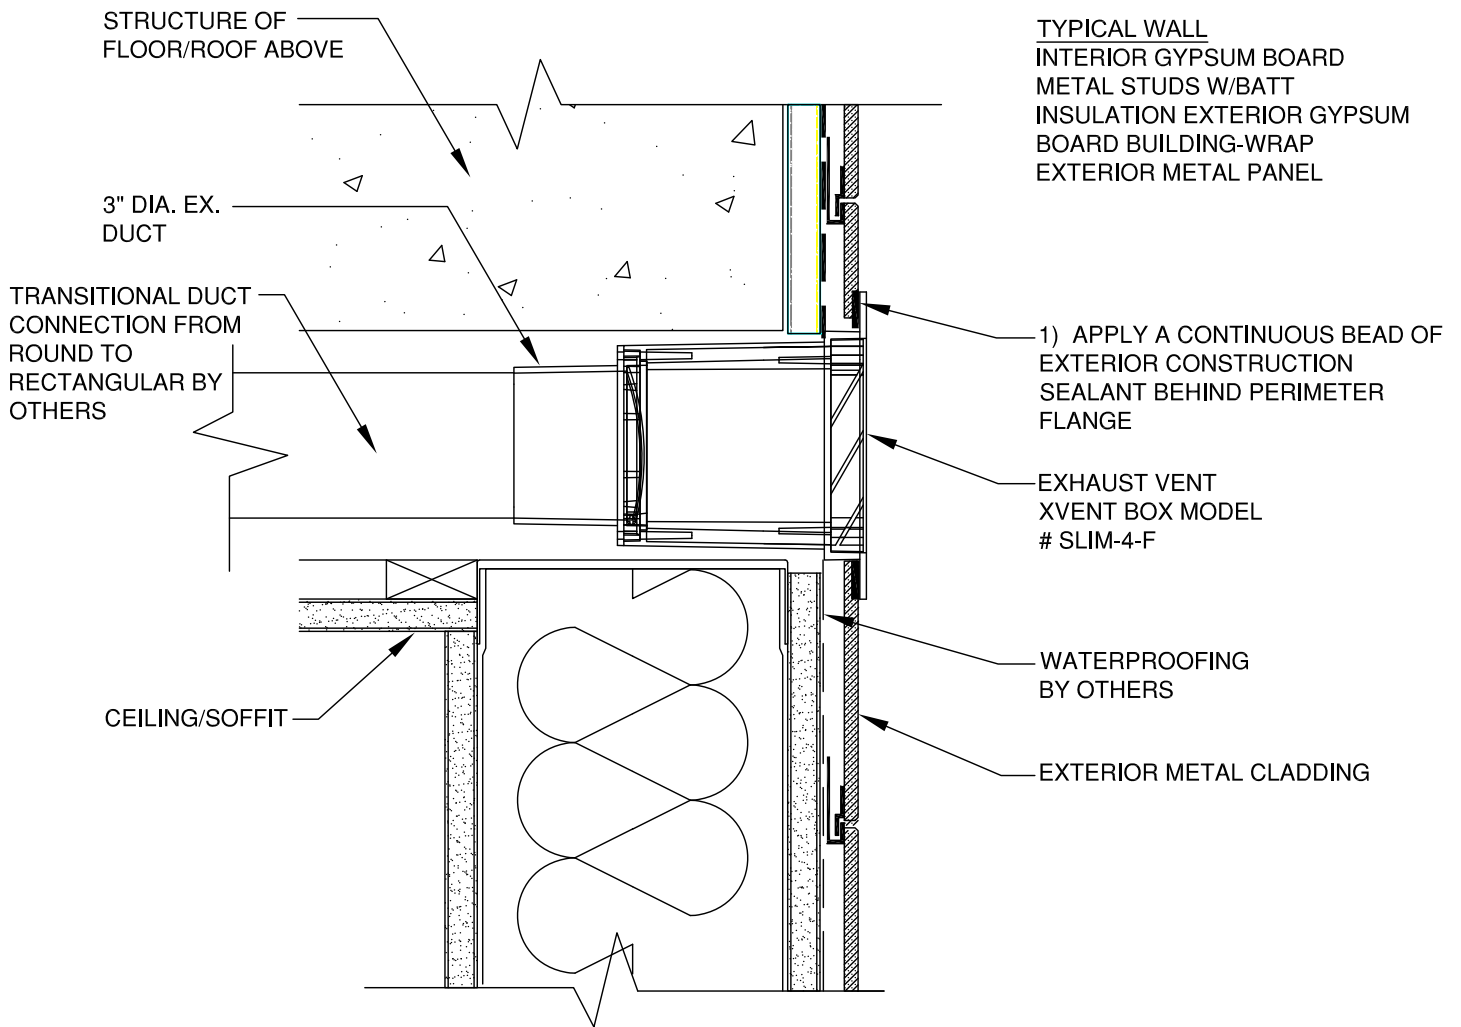 STRUCTURE OF
FLOOR/ROOF ABOVE
3" DIA. EX.
DUCT
TRANSITIONAL DUCT
CONNECTION FROM
ROUND TO
RECTANGULAR BY
OTHERS
CEILING/SOFFIT
TYPICAL WALL
INTERIOR GYPSUM BOARD
METAL STUDS W/BATT
INSULATION EXTERIOR GYPSUM
BOARD BUILDING-WRAP
EXTERIOR METAL PANEL
1) APPLY A CONTINUOUS BEAD OF
EXTERIOR CONSTRUCTION
SEALANT BEHIND PERIMETER
FLANGE
EXHAUST VENT
XVENT BOX MODEL
# SLIM-4-F
WATERPROOFING
BY OTHERS
EXTERIOR METAL CLADDING